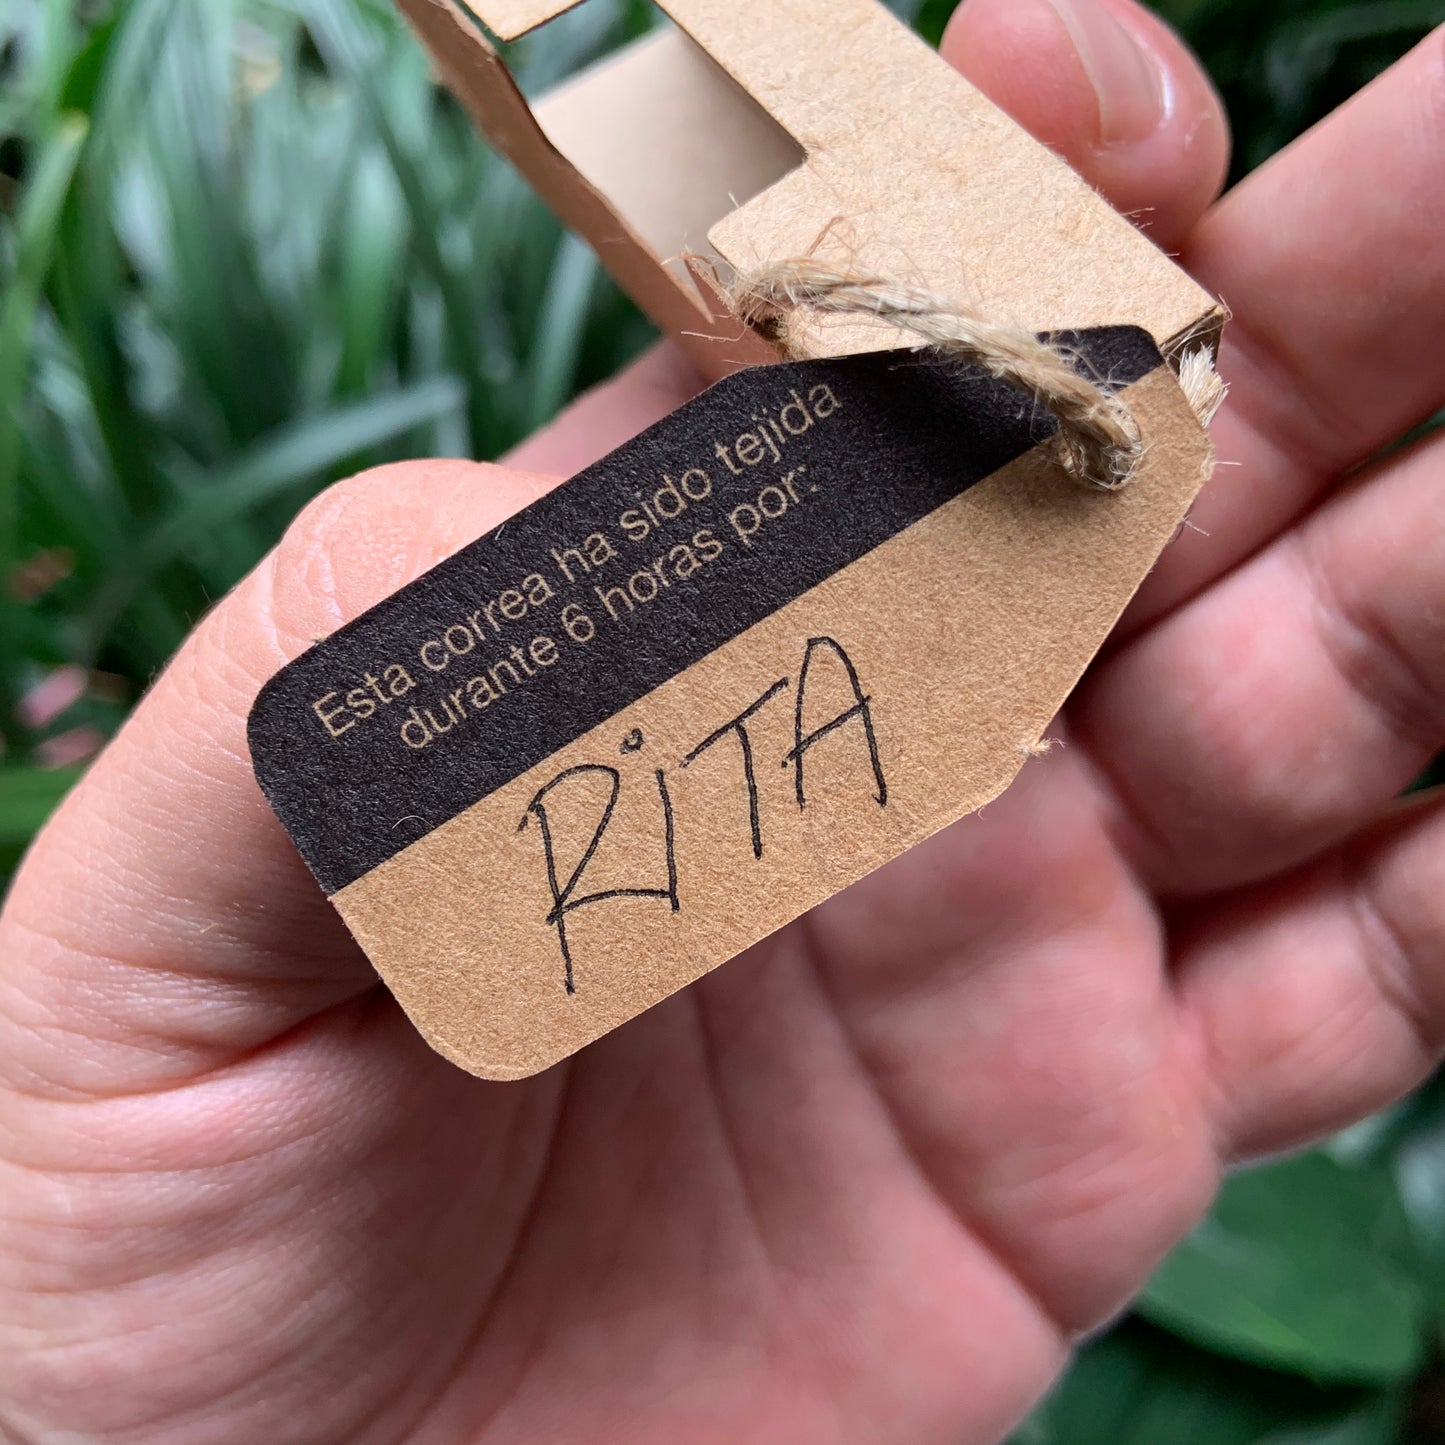 Esta correa ha sido tejida
durante 6 horas por:
RiTA